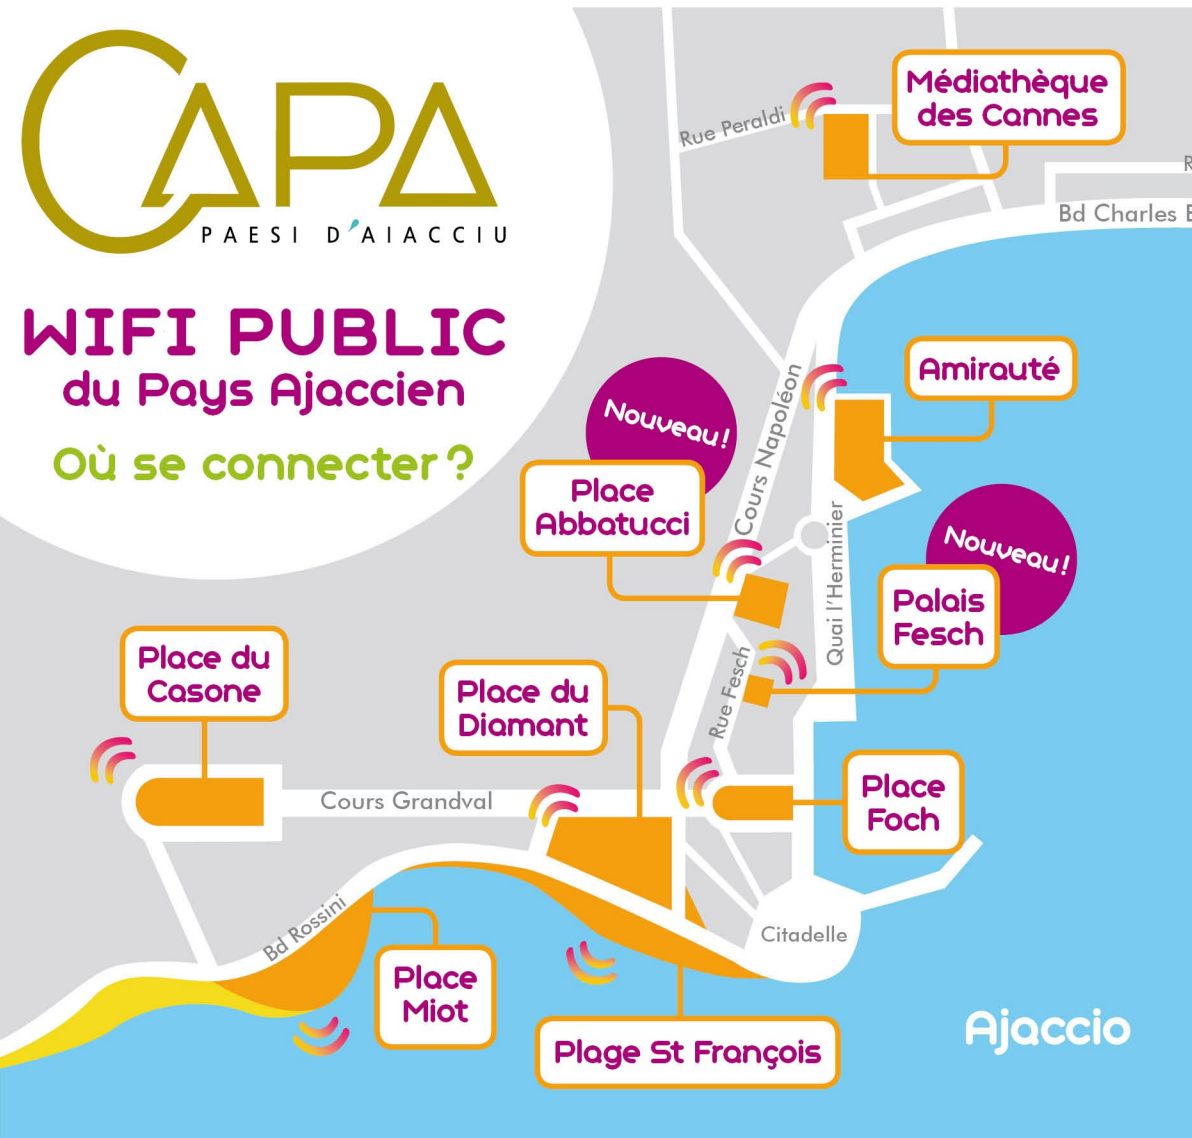 CAPA
PAESI D'AIACCIU
WIFI PUBLIC
du Pays Ajaccien
Où se connecter ?
Médiathèque
des Cannes
Rue Peraldi
Bd Charles
Amirauté
Cours Napoléon
Nouveau !
Place
Abbatucci
Quai l'Herminier
Nouveau !
Palais
Fesch
Rue Fesch
Place du
Casone
Place du
Diamant
Place
Foch
Cours Grandval
Bd Rossini
Citadelle
Place
Miot
Plage St François
Ajaccio